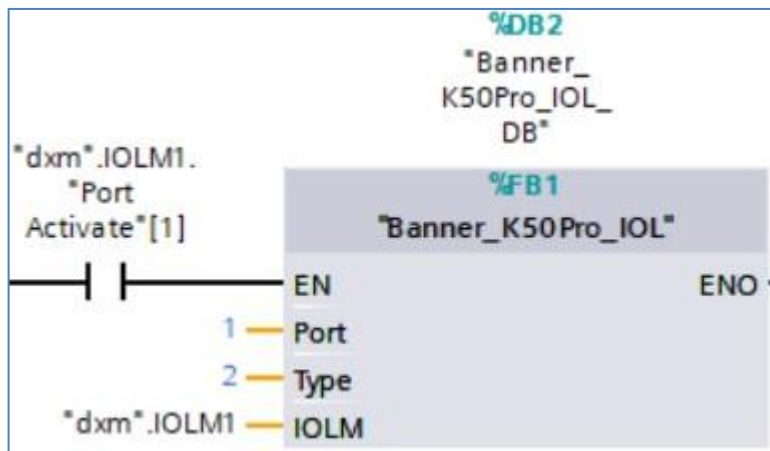 %DB2
"Banner_
K50Pro_IOL_
DB"
"dxm".IOLM1.
"Port
Activate"[1]
%FB1
"Banner_K50Pro_IOL"
EN
ENO
1
Port
2
Type
"dxm".IOLM1
IOLM